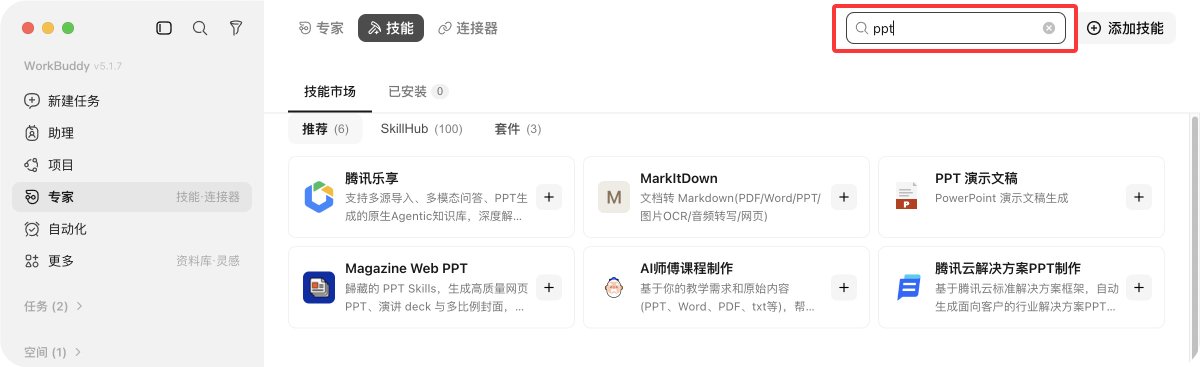 专家
技能
连接器
ppt
添加技能
WorkBuddy v5.1.7
新建任务
助理
项目
专家 技能·连接器
自动化
更多 资料库·灵感
任务 (2)
空间 (1)
技能市场
已安装 0
推荐 (6)
SkillHub (100)
套件 (3)
腾讯乐享
支持多源导入、多模态问答、PPT生
成的原生Agentic知识库，深度解...
MarkItDown
文档转 Markdown(PDF/Word/PPT/
图片OCR/音频转写/网页)
PPT 演示文稿
PowerPoint 演示文稿生成
Magazine Web PPT
歸藏的 PPT Skills，生成高质量网页
PPT、演讲 deck 与多比例封面，...
AI师傅课程制作
基于你的教学需求和原始内容
(PPT、Word、PDF、txt等)，帮...
腾讯云解决方案PPT制作
基于腾讯云标准解决方案框架，自动
生成面向客户的行业解决方案PPT...